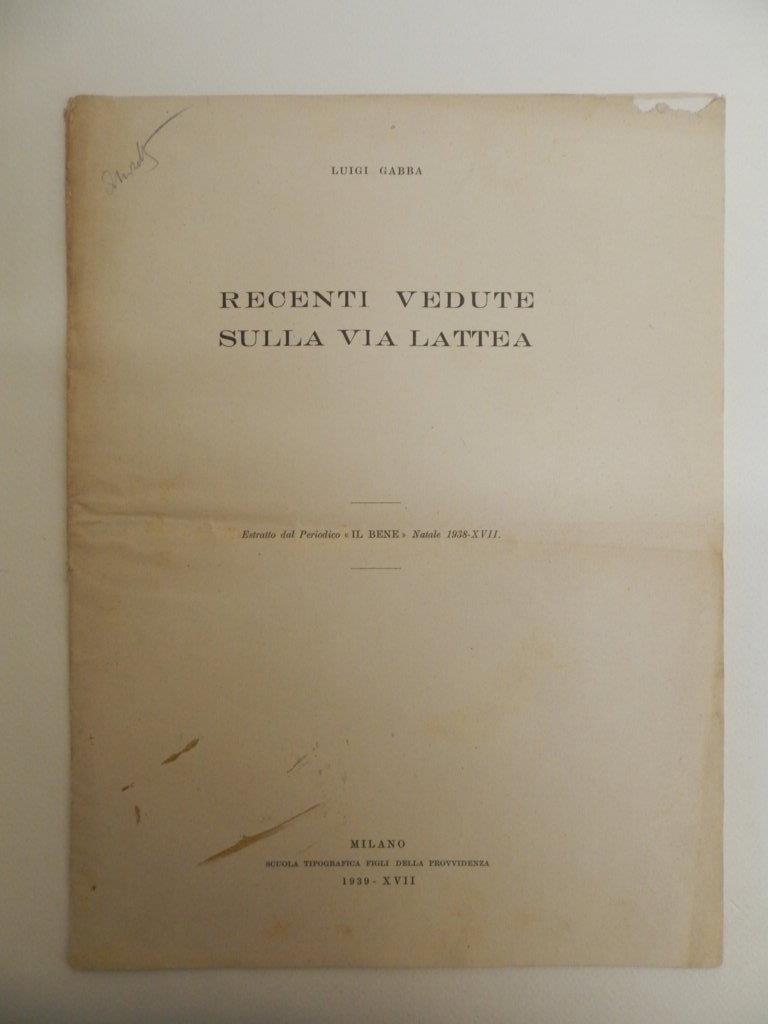 LUIGI GABBA
RECENTI VEDUTE
SULLA VIA LATTEA
Estratto dal Periodico « IL BENE » Natale 1938-XVII.
MILANO
SCUOLA TIPOGRAFICA FIGLI DELLA PROVVIDENZA
1939 - XVII